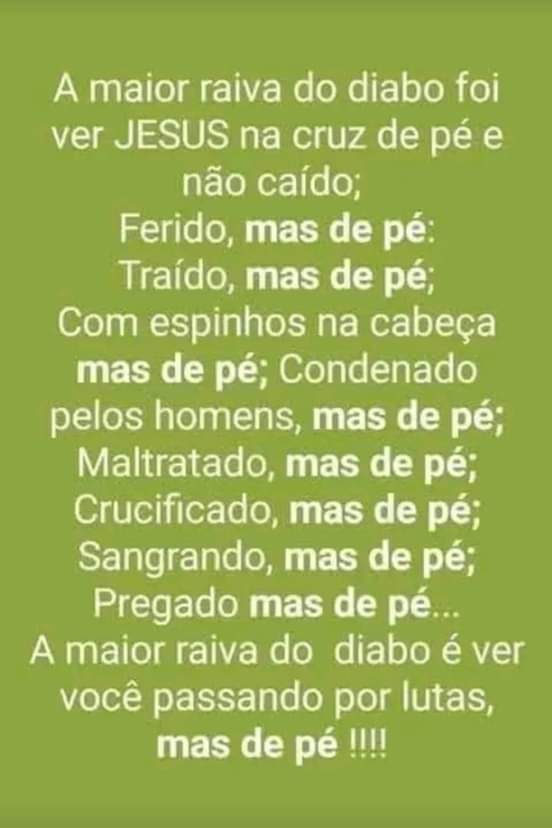 A maior raiva do diabo foi
ver JESUS na cruz de pé e
não caído;
Ferido, mas de pé:
Traído, mas de pé;
Com espinhos na cabeça
mas de pé; Condenado
pelos homens, mas de pé;
Maltratado, mas de pé;
Crucificado, mas de pé;
Sangrando, mas de pé;
Pregado mas de pé...
A maior raiva do  diabo é ver
você passando por lutas,
mas de pé !!!!